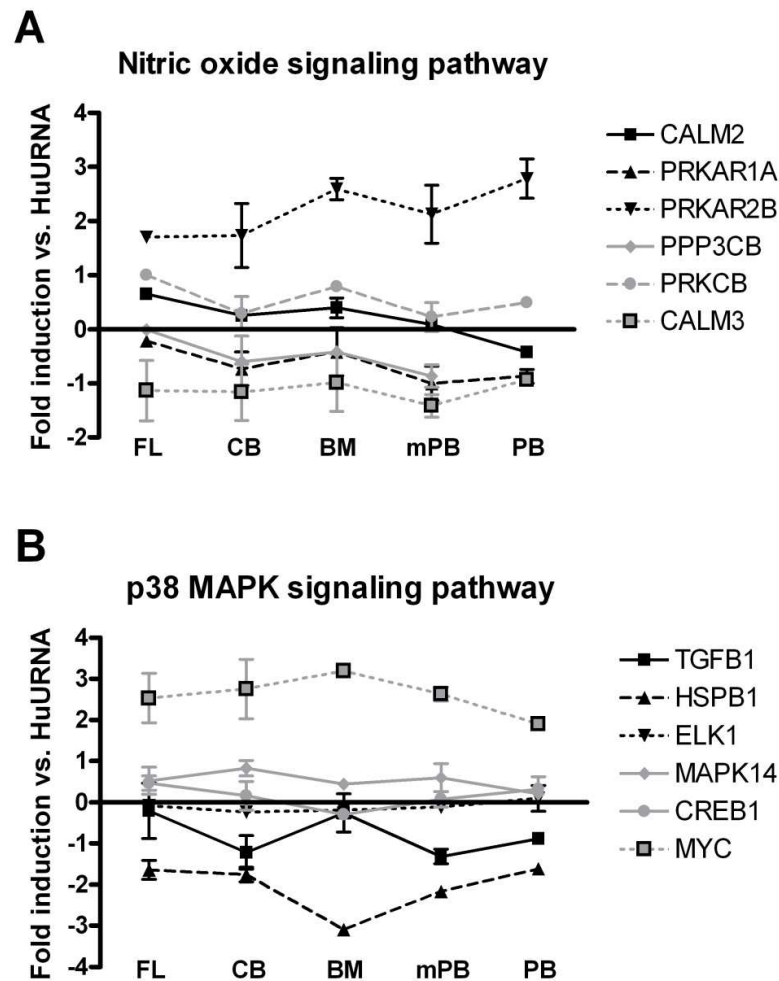 A
Nitric oxide signaling pathway
Fold induction vs. HuURNA
4
3
2
1
0
-1
-2
FL CB BM mPB PB
CALM2
PRKAR1A
PRKAR2B
PPP3CB
PRKCB
CALM3
B
p38 MAPK signaling pathway
Fold induction vs. HuURNA
4
3
2
1
0
-1
-2
-3
-4
FL CB BM mPB PB
TGFB1
HSPB1
ELK1
MAPK14
CREB1
MYC